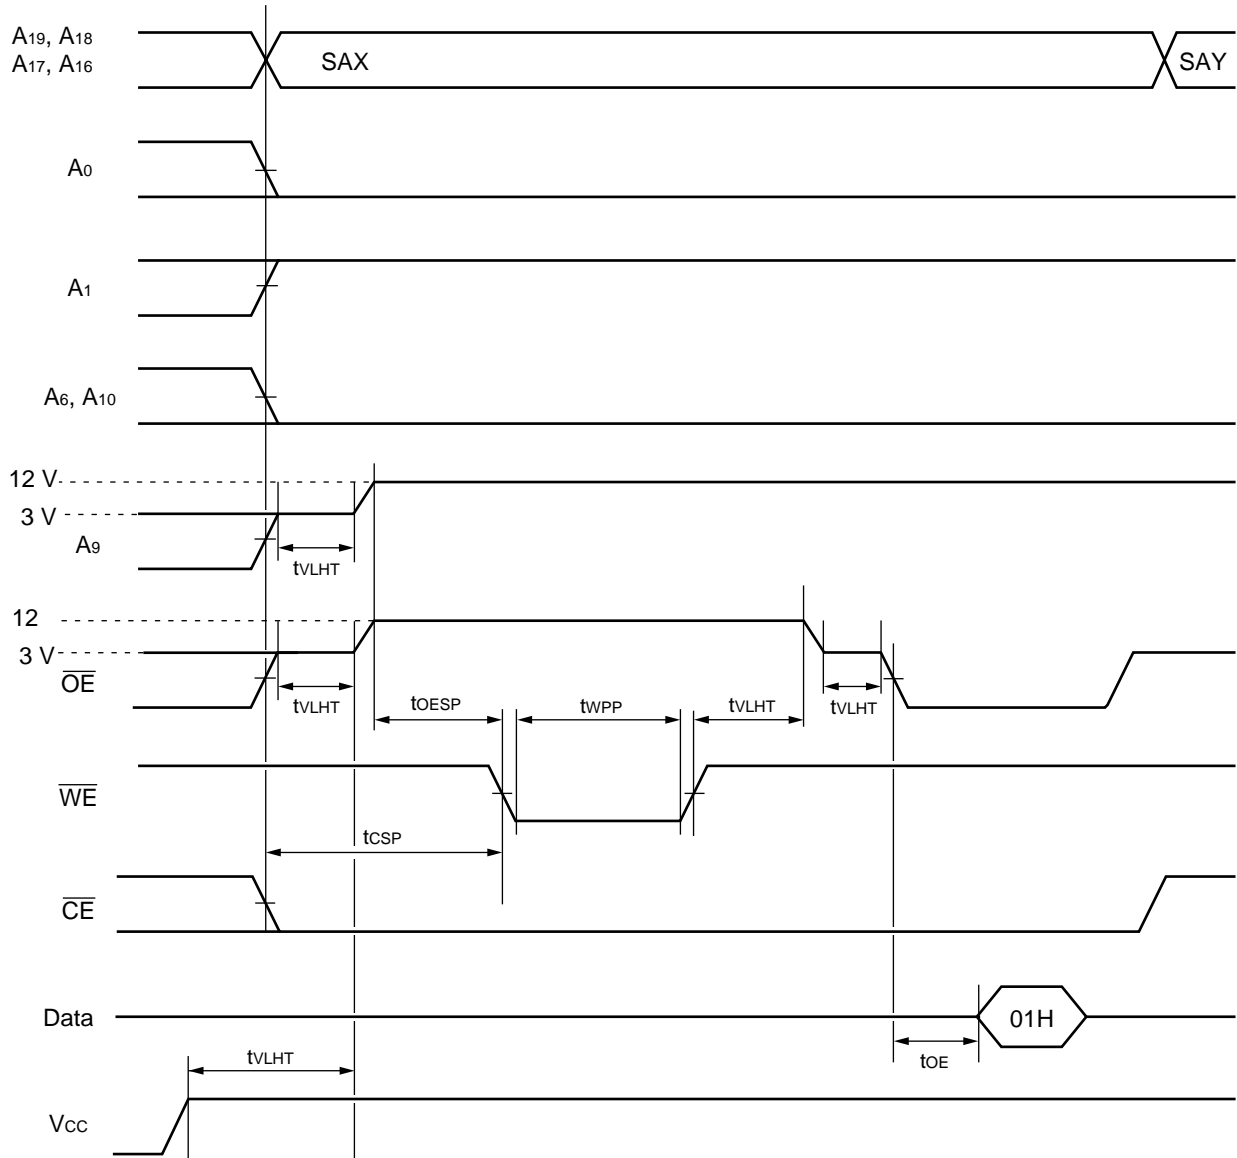 A19, A18
A17, A16
SAX
SAY
A0
A1
A6, A10
12 V
3 V
A9
tVLHT
12
3 V
OE
tVLHT
tOESP
tWPP
tVLHT
tVLHT
WE
tCSP
CE
Data
01H
tVLHT
tOE
VCC